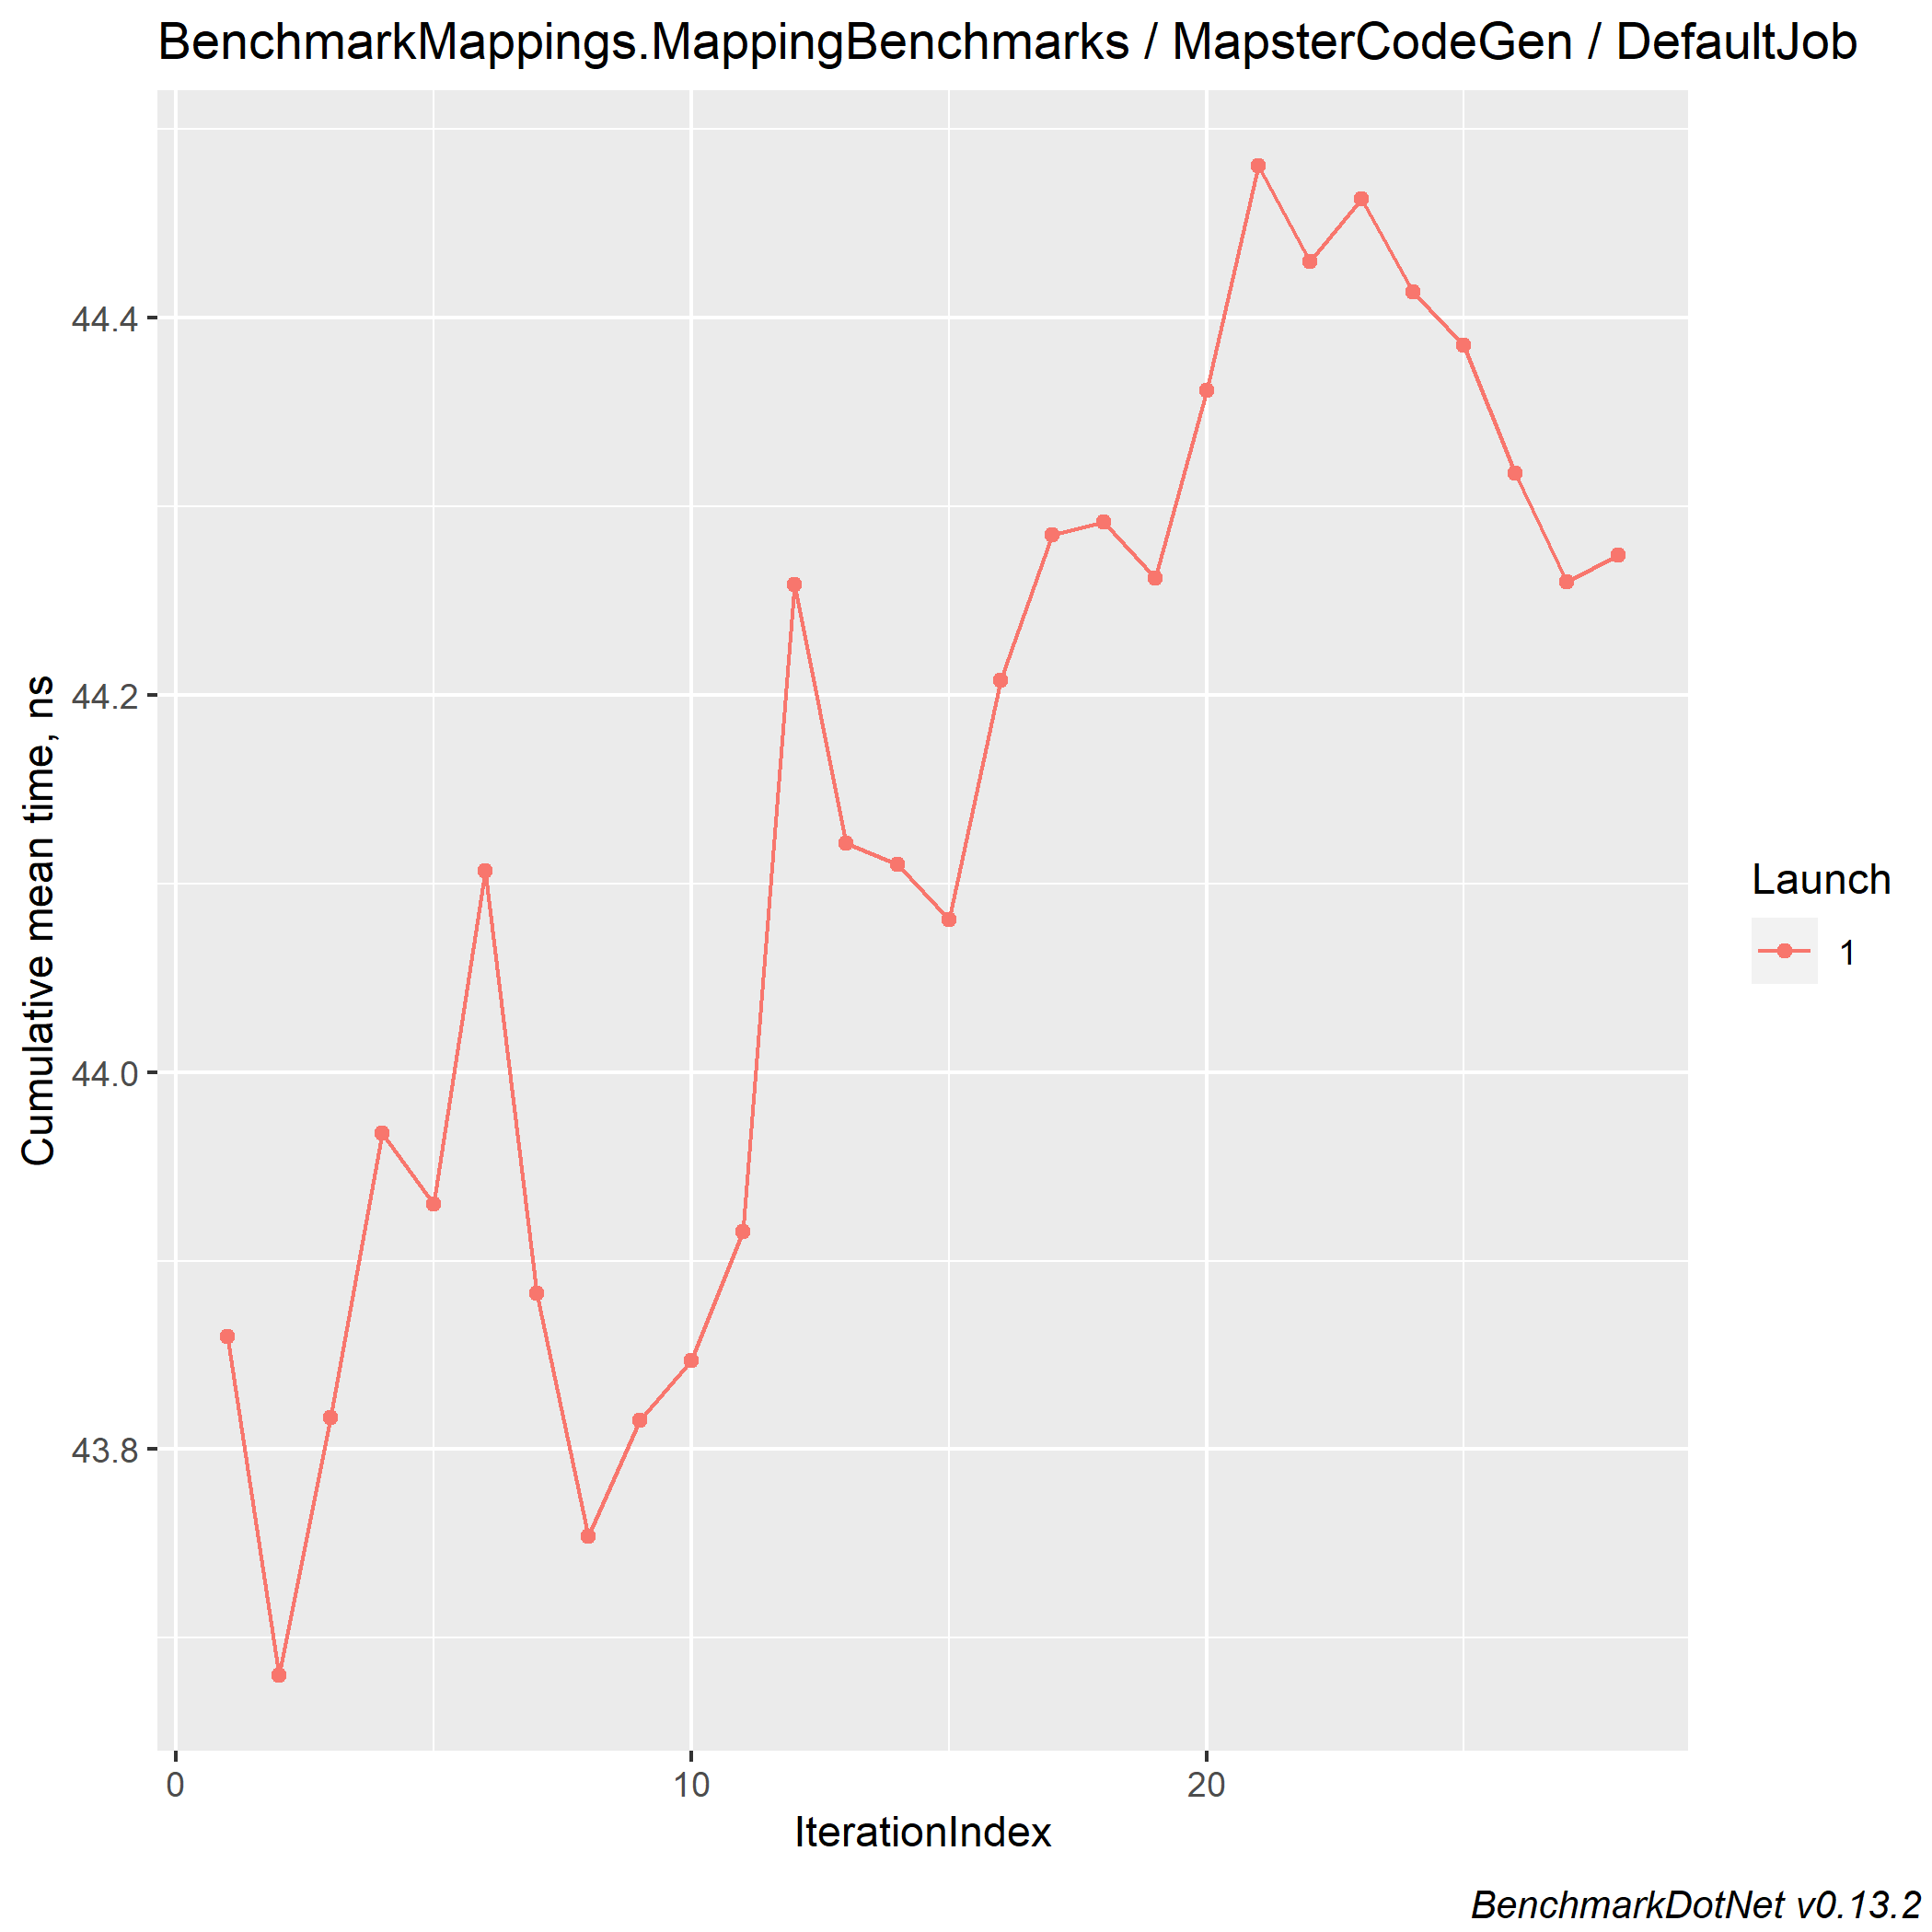 BenchmarkMappings.MappingBenchmarks / MapsterCodeGen / DefaultJob
Cumulative mean time, ns
44.4
44.2
44.0
43.8
0
10
20
IterationIndex
Launch
1
BenchmarkDotNet v0.13.2